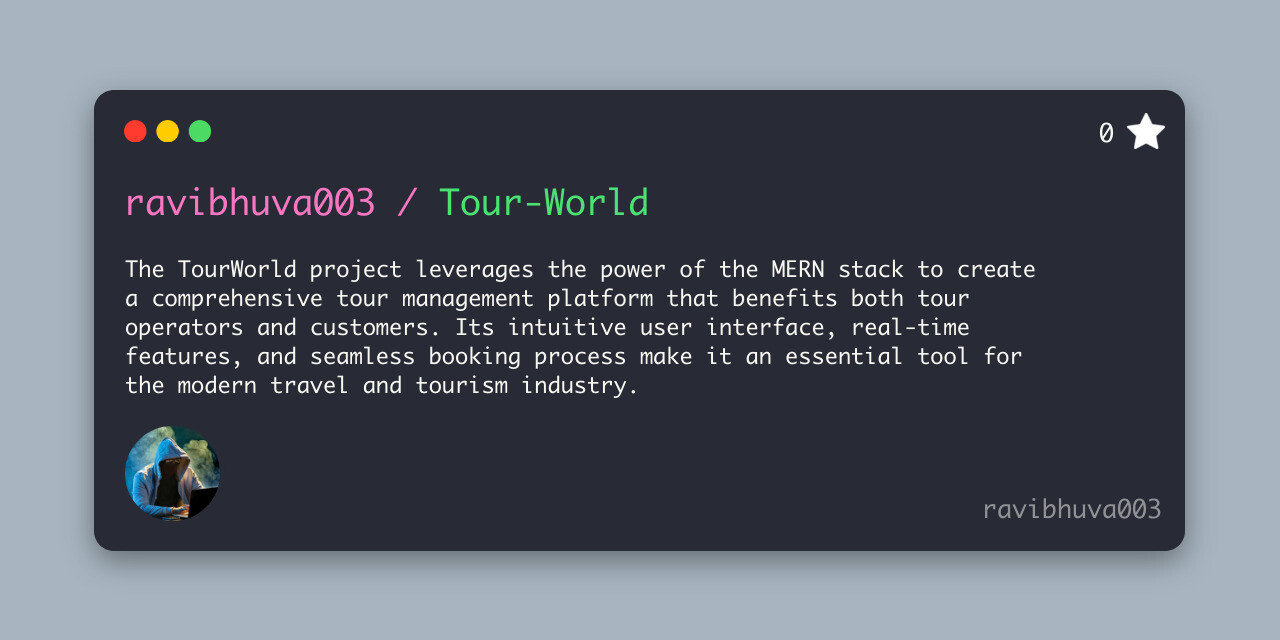 0
ravibhuva003 / Tour-World
The TourWorld project leverages the power of the MERN stack to create
a comprehensive tour management platform that benefits both tour
operators and customers. Its intuitive user interface, real-time
features, and seamless booking process make it an essential tool for
the modern travel and tourism industry.
ravibhuva003